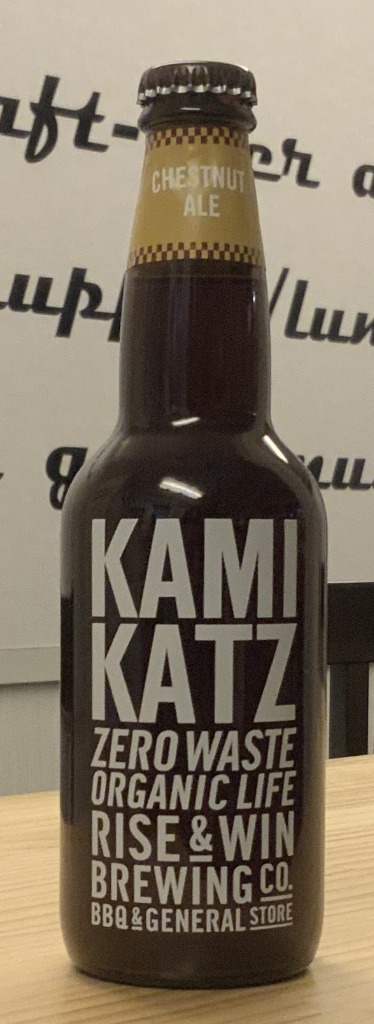 CHESTNUT
ALE
KAMI
KATZ
ZERO WASTE
ORGANIC LIFE
RISE & WIN
BREWING CO.
BBQ & GENERAL STORE